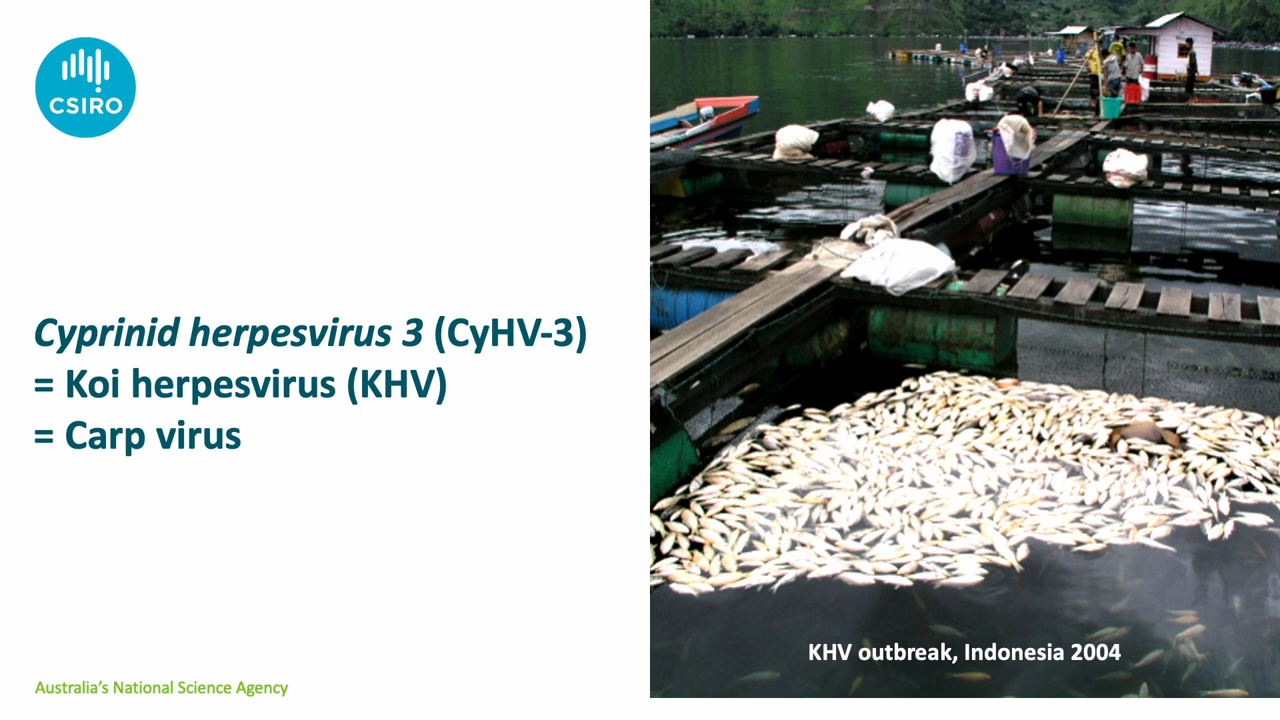 CSIRO
Cyprinid herpesvirus 3 (CyHV-3)
= Koi herpesvirus (KHV)
= Carp virus
KHV outbreak, Indonesia 2004
Australia's National Science Agency